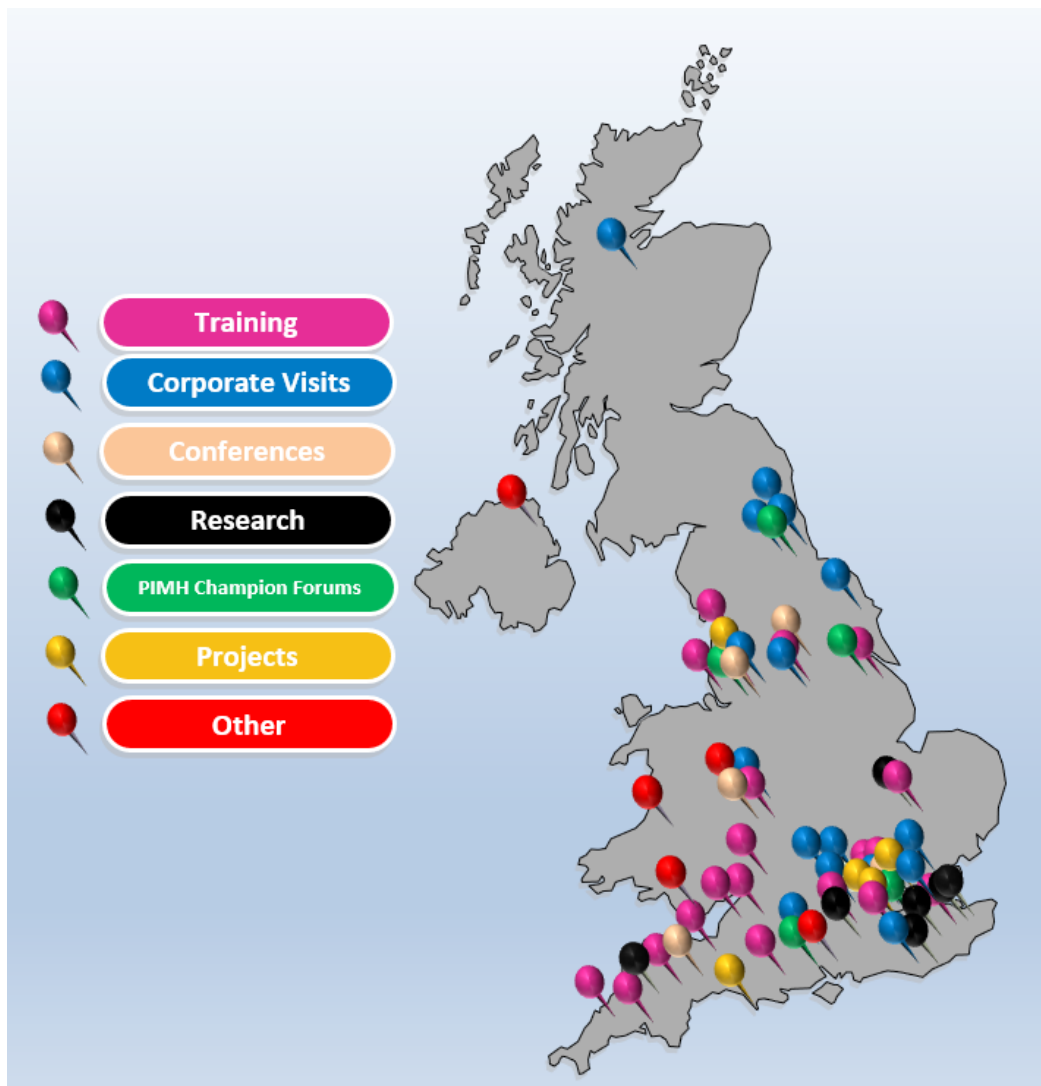 Training
Corporate Visits
Conferences
Research
PIMH Champion Forums
Projects
Other